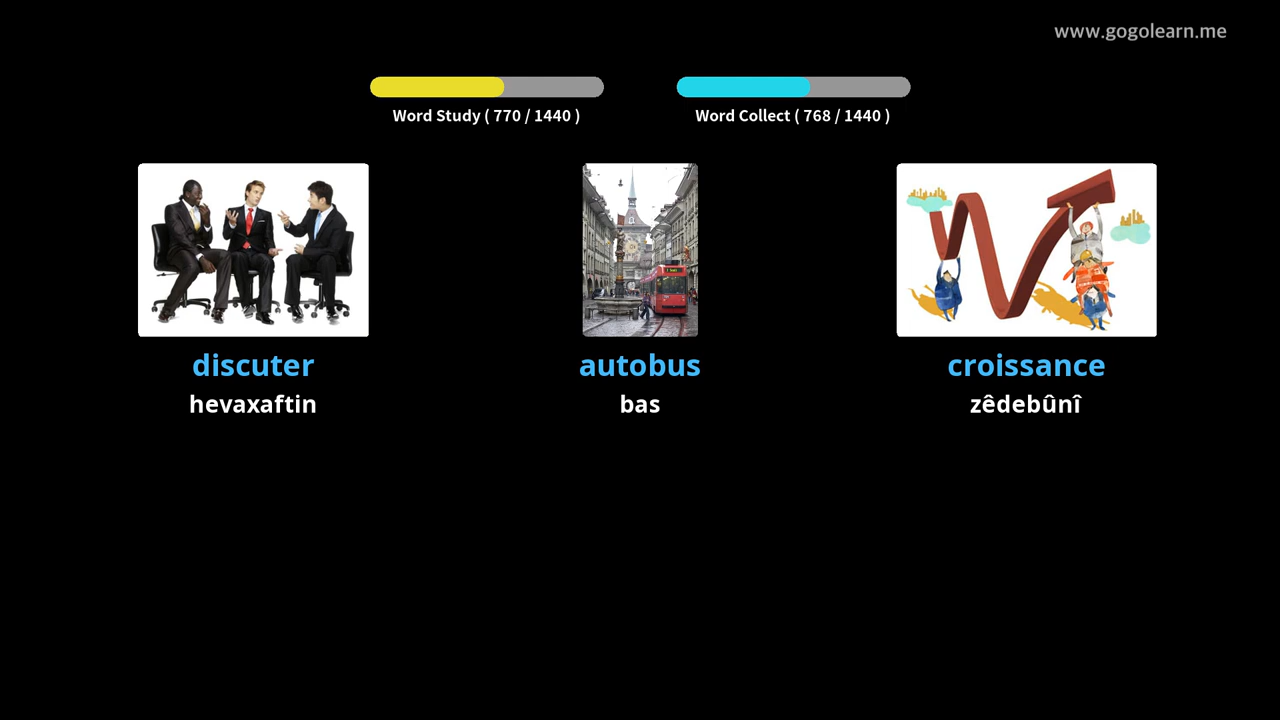 www.gogolearn.me
Word Study ( 770 / 1440 )
Word Collect ( 768 / 1440 )
discuter
hevaxaftin
autobus
bas
croissance
zêdebûnî